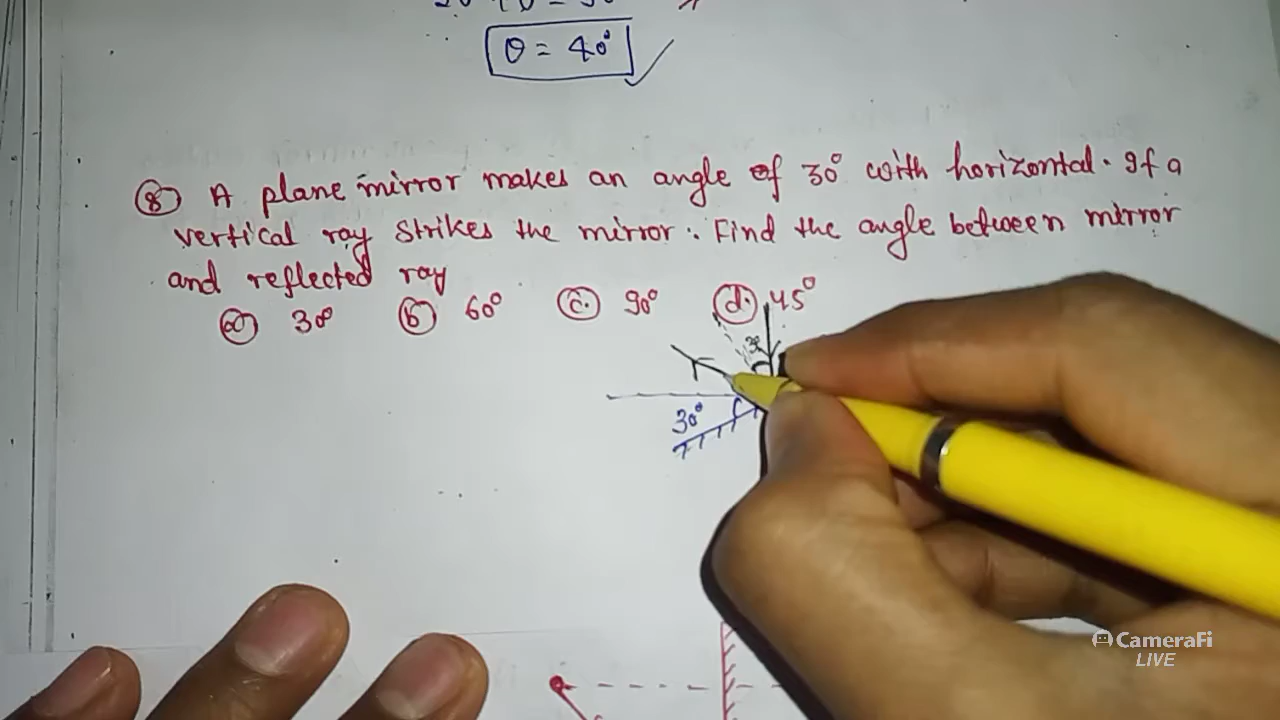 θ = 40°
(8) A plane mirror makes an angle of 30° with horizontal. If a
vertical ray strikes the mirror. Find the angle between mirror
and reflected ray
(a) 30° (b) 60° (c) 90° (d) 45°
30°
CameraFi
LIVE